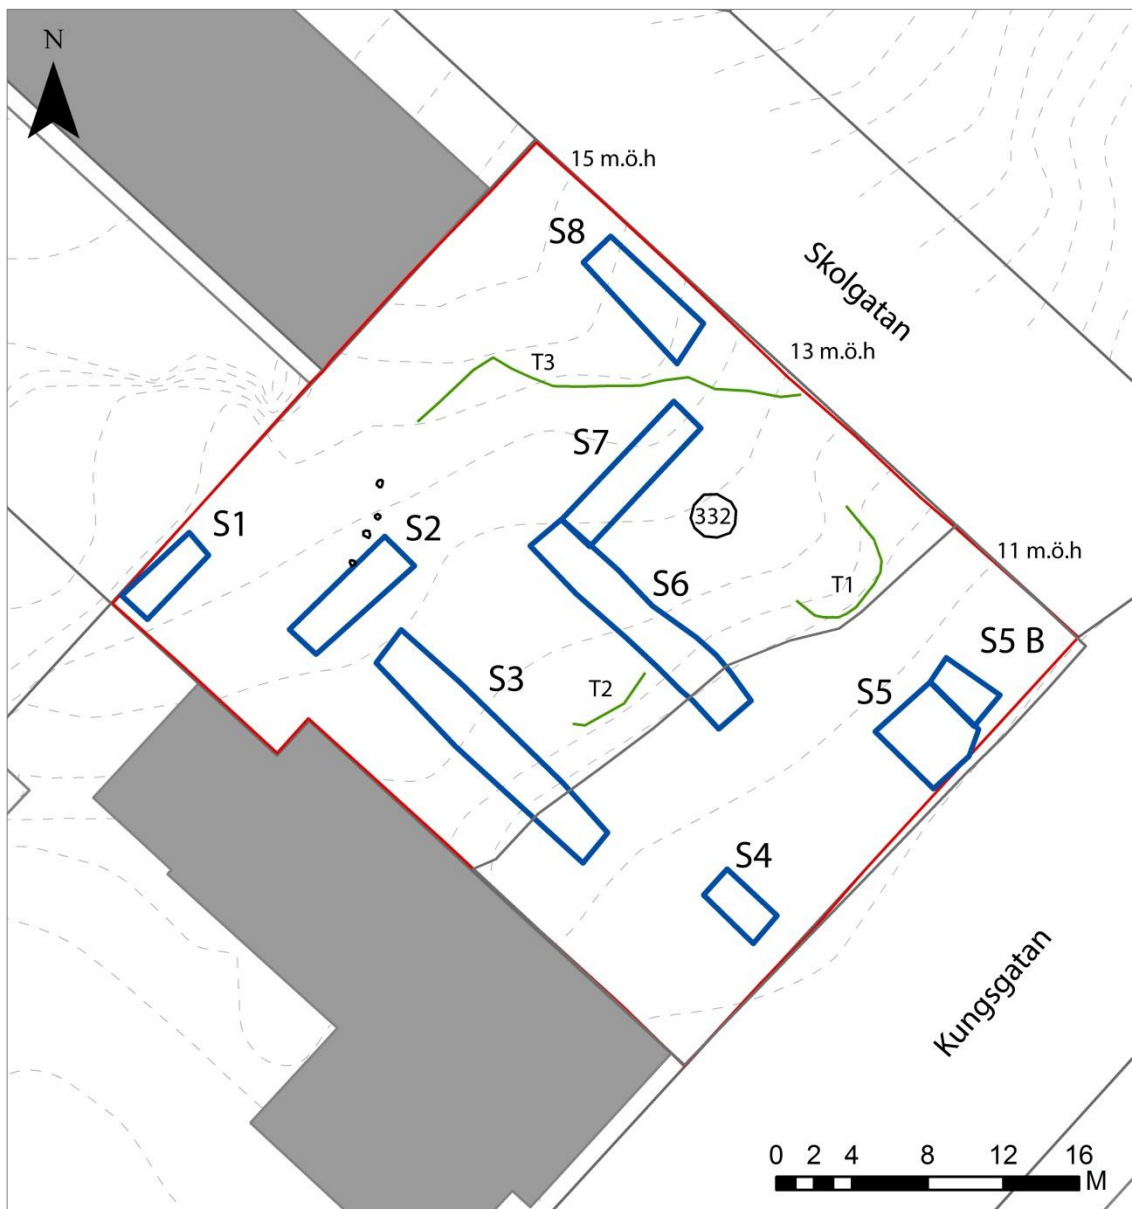 N
15 m.ö.h
S8
Skolgatan
13 m.ö.h
T3
S7
S1
S2
332
11 m.ö.h
S6
T1
S5 B
S3
T2
S5
S4
Kungsgatan
0 2 4 8 12 16
M